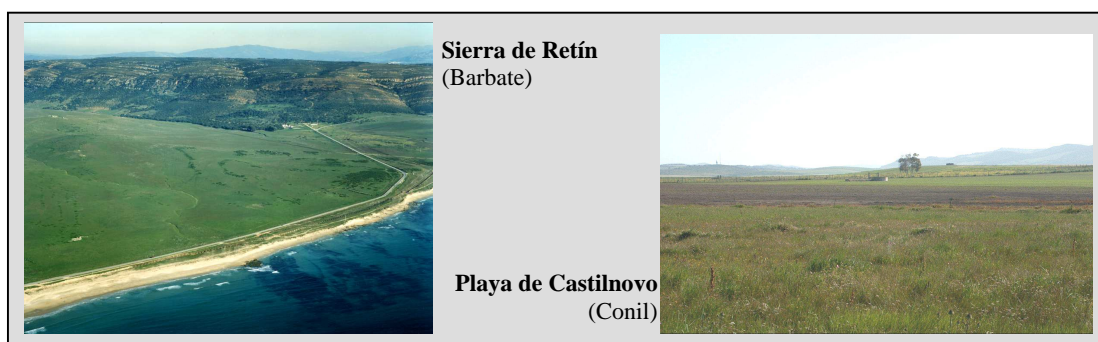 Sierra de Retín
(Barbate)
Playa de Castilnovo
(Conil)